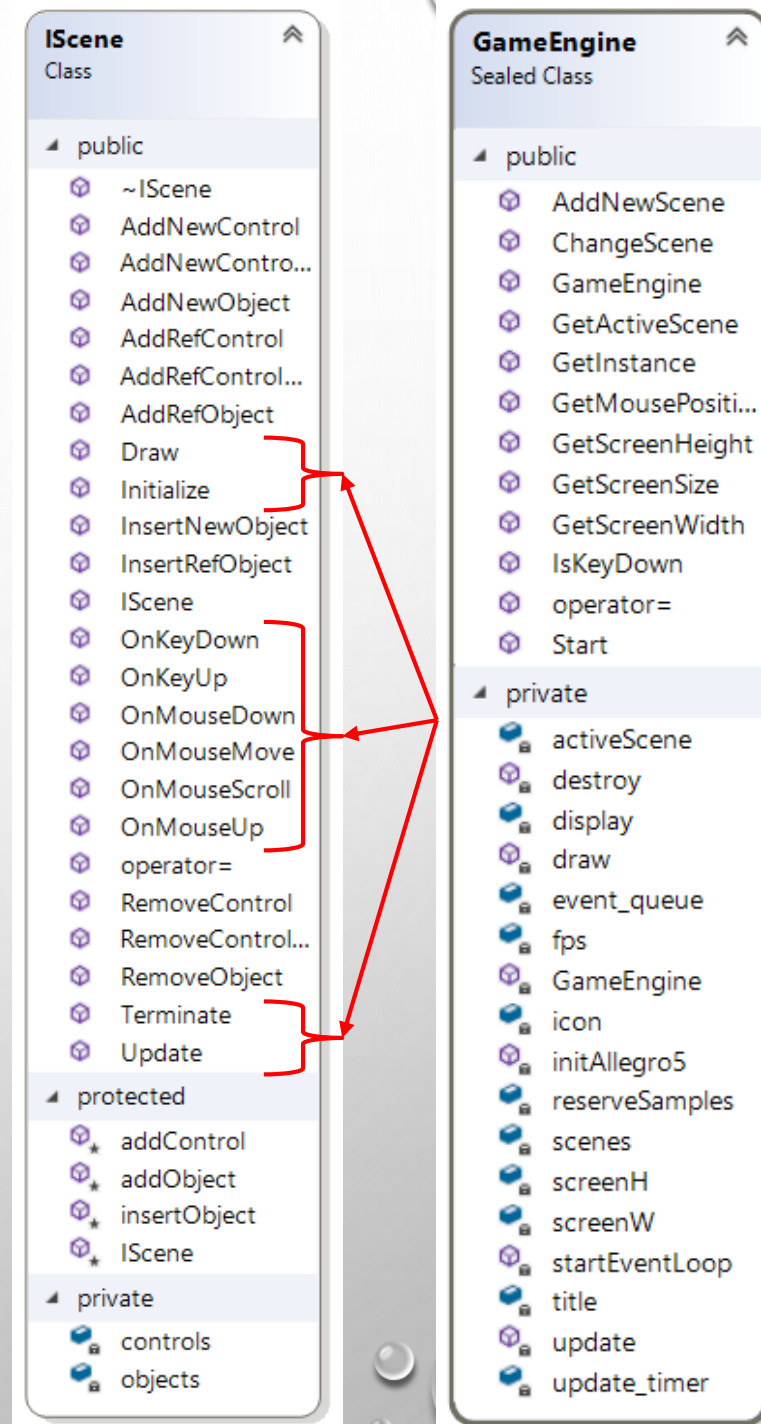 IScene
Class
public
~IScene
AddNewControl
AddNewContro...
AddNewObject
AddRefControl
AddRefControl...
AddRefObject
Draw
Initialize
InsertNewObject
InsertRefObject
IScene
OnKeyDown
OnKeyUp
OnMouseDown
OnMouseMove
OnMouseScroll
OnMouseUp
operator=
RemoveControl
RemoveControl...
RemoveObject
Terminate
Update
protected
addControl
addObject
insertObject
IScene
private
controls
objects
GameEngine
Sealed Class
public
AddNewScene
ChangeScene
GameEngine
GetActiveScene
GetInstance
GetMousePositi...
GetScreenHeight
GetScreenSize
GetScreenWidth
IsKeyDown
operator=
Start
private
activeScene
destroy
display
draw
event_queue
fps
GameEngine
icon
initAllegro5
reserveSamples
scenes
screenH
screenW
startEventLoop
title
update
update_timer